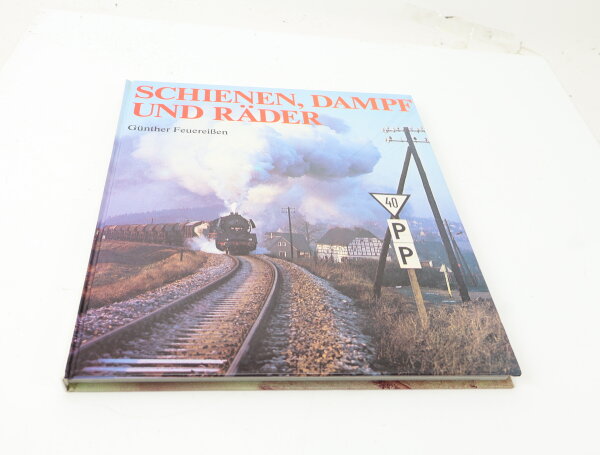 SCHIENEN, DAMPF
UND RÄDER
Günther Feuereißen
40
P
P